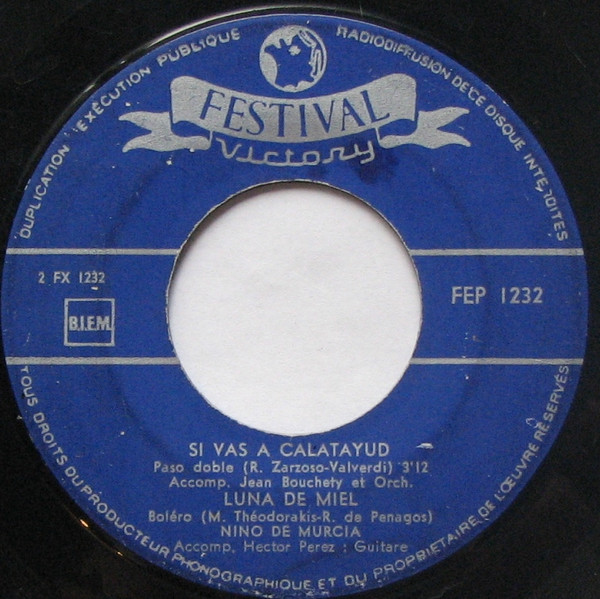 DUPLICATION EXÉCUTION PUBLIQUE
RADIODIFFUSION DE CE DISQUE INTERDITES
FESTIVAL
Victory
2 FX 1232
B.I.E.M.
FEP 1232
SI VAS A CALATAYUD
Paso doble (R. Zarzoso-Valverdi) 3'12
Accomp. Jean Bouchety et Orch.
LUNA DE MIEL
Boléro (M. Théodorakis-R. de Penagos)
NINO DE MURCIA
Accomp. Hector Perez : Guitare
TOUS DROITS DU PRODUCTEUR PHONOGRAPHIQUE ET DU PROPRIÉTAIRE DE L'ŒUVRE RÉSERVÉS